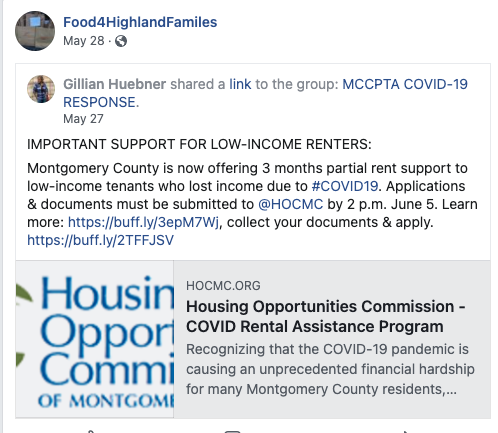 Food4HighlandFamiles
May 28 ·
Gillian Huebner shared a link to the group: MCCPTA COVID-19
RESPONSE.
May 27
IMPORTANT SUPPORT FOR LOW-INCOME RENTERS:
Montgomery County is now offering 3 months partial rent support to
low-income tenants who lost income due to #COVID19. Applications
& documents must be submitted to @HOCMC by 2 p.m. June 5. Learn
more: https://buff.ly/3epM7Wj, collect your documents & apply.
https://buff.ly/2TFFJSV
Housin
Opport
Commi
OF MONTGOME
HOCMC.ORG
Housing Opportunities Commission -
COVID Rental Assistance Program
Recognizing that the COVID-19 pandemic is
causing an unprecedented financial hardship
for many Montgomery County residents,...